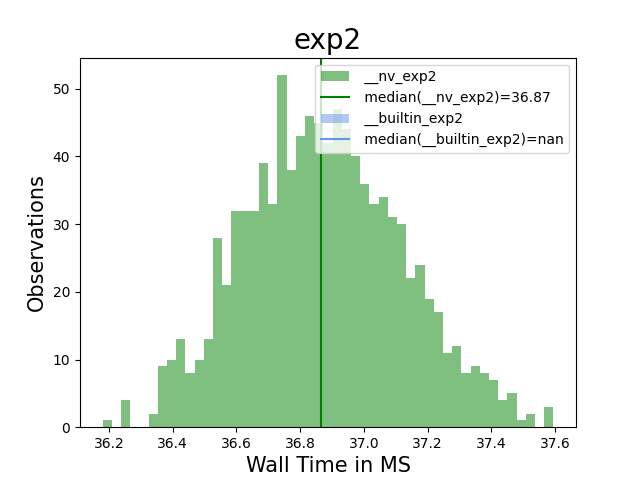 exp2
__nv_exp2
median(__nv_exp2)=36.87
__builtin_exp2
median(__builtin_exp2)=nan
Observations
50
40
30
20
10
0
36.2 36.4 36.6 36.8 37.0 37.2 37.4 37.6
Wall Time in MS